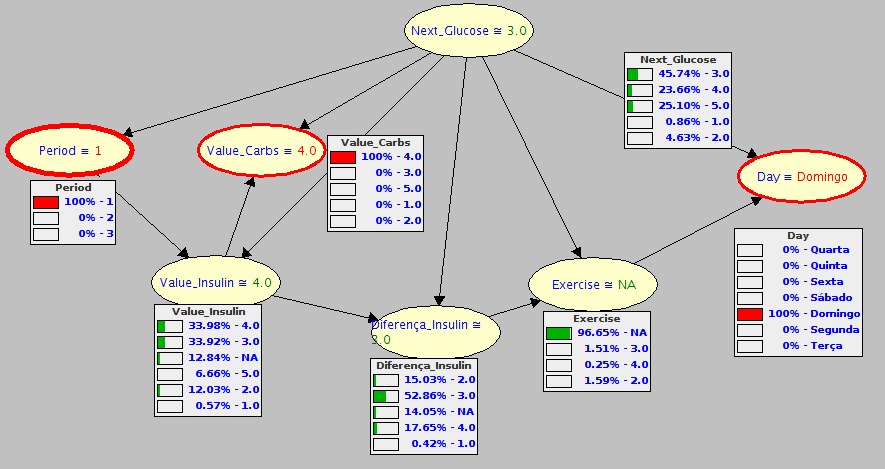 Next_Glucose ≅ 3.0
Next_Glucose
45.74% - 3.0
23.66% - 4.0
25.10% - 5.0
0.86% - 1.0
4.63% - 2.0
Period ≅ 1
Period
100% - 1
0% - 2
0% - 3
Value_Carbs ≅ 4.0
Value_Carbs
100% - 4.0
0% - 3.0
0% - 5.0
0% - 1.0
0% - 2.0
Day ≅ Domingo
Day
0% - Quarta
0% - Quinta
0% - Sexta
0% - Sábado
100% - Domingo
0% - Segunda
0% - Terça
Value_Insulin ≅ 4.0
Value_Insulin
33.98% - 4.0
33.92% - 3.0
12.84% - NA
6.66% - 5.0
12.03% - 2.0
0.57% - 1.0
Diferença_Insulin ≅
3.0
Diferença_Insulin
15.03% - 2.0
52.86% - 3.0
14.05% - NA
17.65% - 4.0
0.42% - 1.0
Exercise ≅ NA
Exercise
96.65% - NA
1.51% - 3.0
0.25% - 4.0
1.59% - 2.0